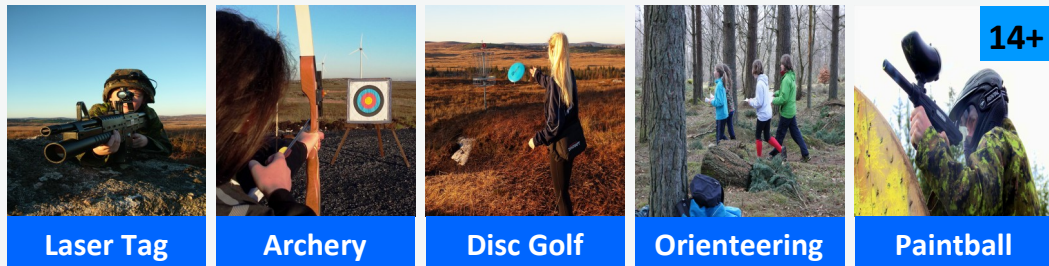 14+
Laser Tag
Archery
Disc Golf
Orienteering
Paintball